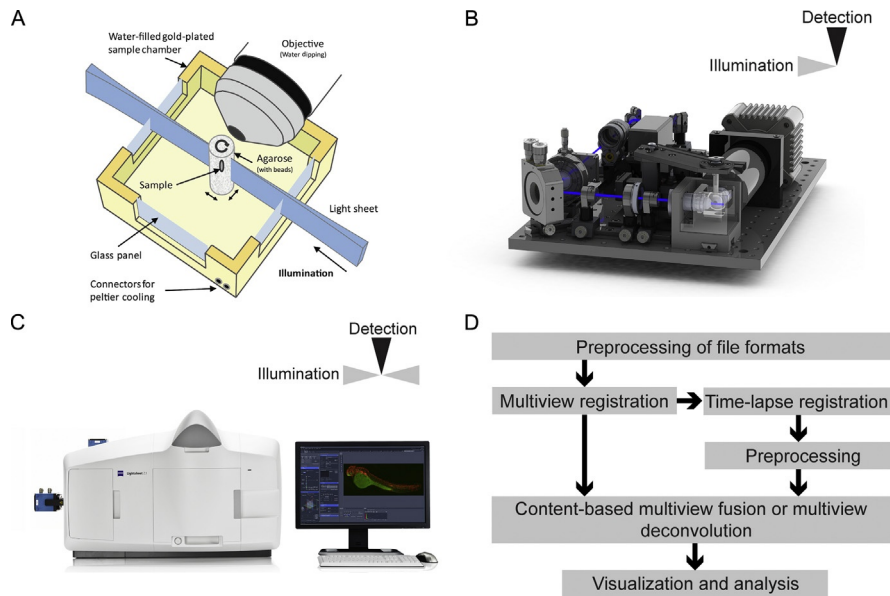 A
Water-filled gold-plated
sample chamber
Objective
(Water dipping)
Agarose
(with beads)
Sample
Light sheet
Glass panel
Illumination
Connectors for
peltier cooling
B
Detection
Illumination
C
Detection
Illumination
D
Preprocessing of file formats
Multiview registration
Time-lapse registration
Preprocessing
Content-based multiview fusion or multiview
deconvolution
Visualization and analysis